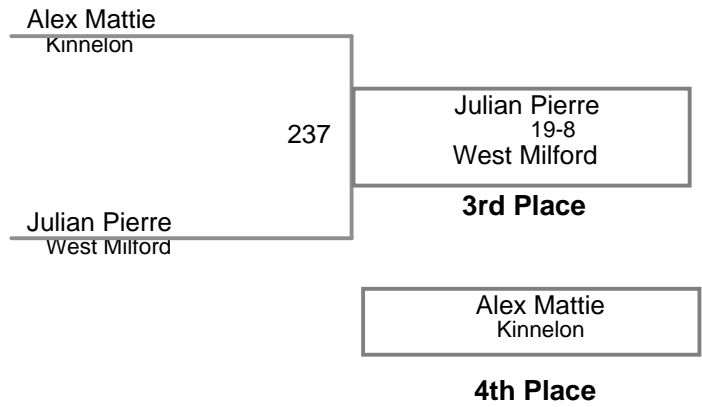 Alex Mattie
Kinnelon
237
Julian Pierre
West Milford
Julian Pierre
19-8
West Milford
3rd Place
Alex Mattie
Kinnelon
4th Place